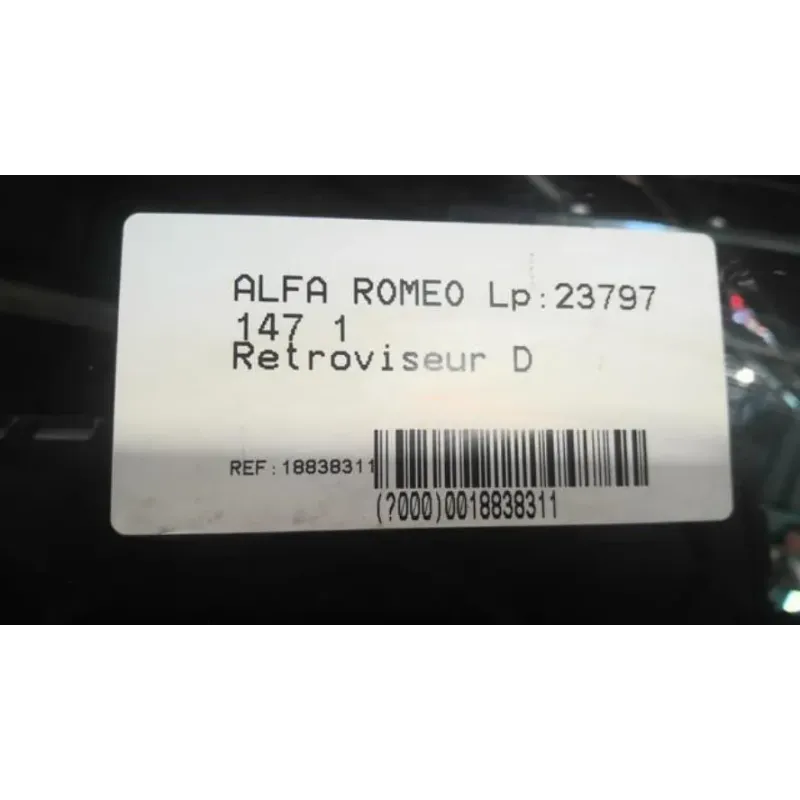 ALFA ROMEO Lp:23797
147 1
Retroviseur D
REF:18838311
(?000)0018838311